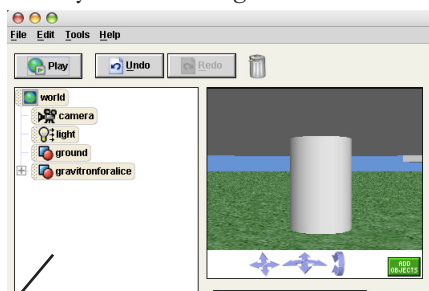 File Edit Tools Help
Play Undo Redo
world
camera
light
ground
gravitronforalice
ADD
OBJECTS